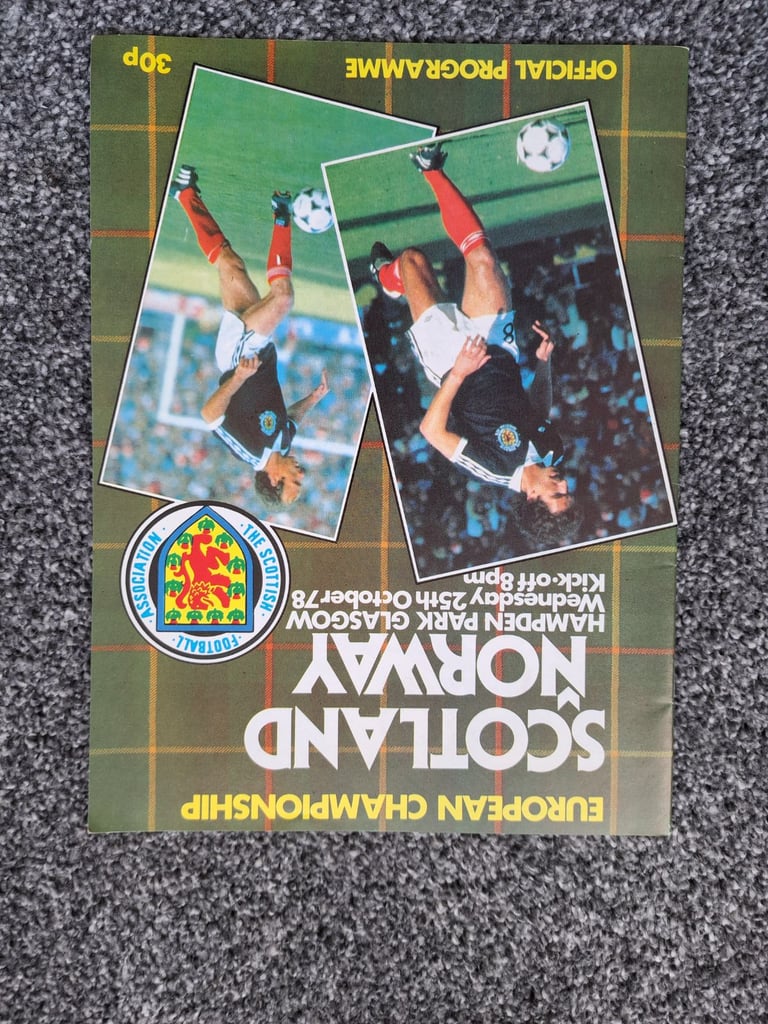 EUROPEAN CHAMPIONSHIP
SCOTLAND
v
NORWAY
HAMPDEN PARK GLASGOW
Wednesday 25th October 78
Kick·off 8pm
·THE SCOTTISH·
FOOTBALL·
ASSOCIATION·
8
OFFICIAL PROGRAMME
30p